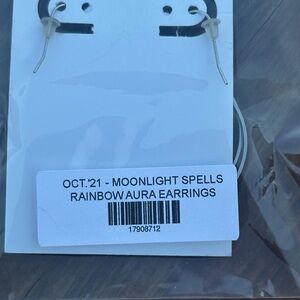 OCT.'21 - MOONLIGHT SPELLS
RAINBOW AURA EARRINGS
17908712